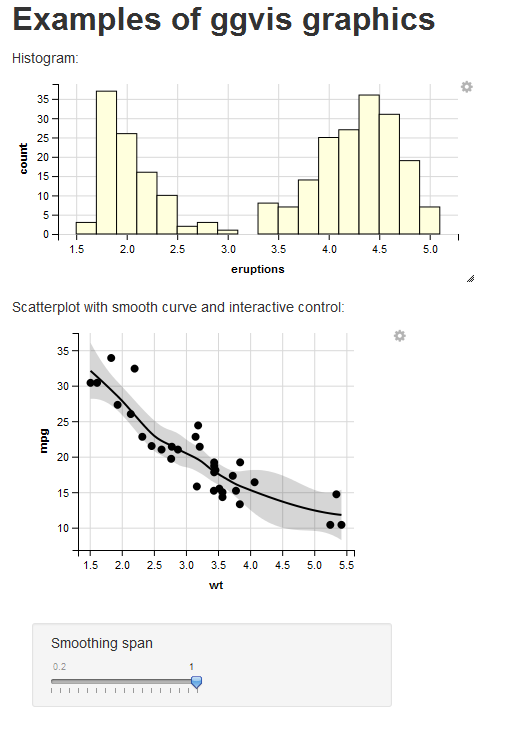 Examples of ggvis graphics
Histogram:
count
35
30
25
20
15
10
5
0
1.5 2.0 2.5 3.0 3.5 4.0 4.5 5.0
eruptions
Scatterplot with smooth curve and interactive control:
mpg
35
30
25
20
15
10
1.5 2.0 2.5 3.0 3.5 4.0 4.5 5.0 5.5
wt
Smoothing span
0.2 1